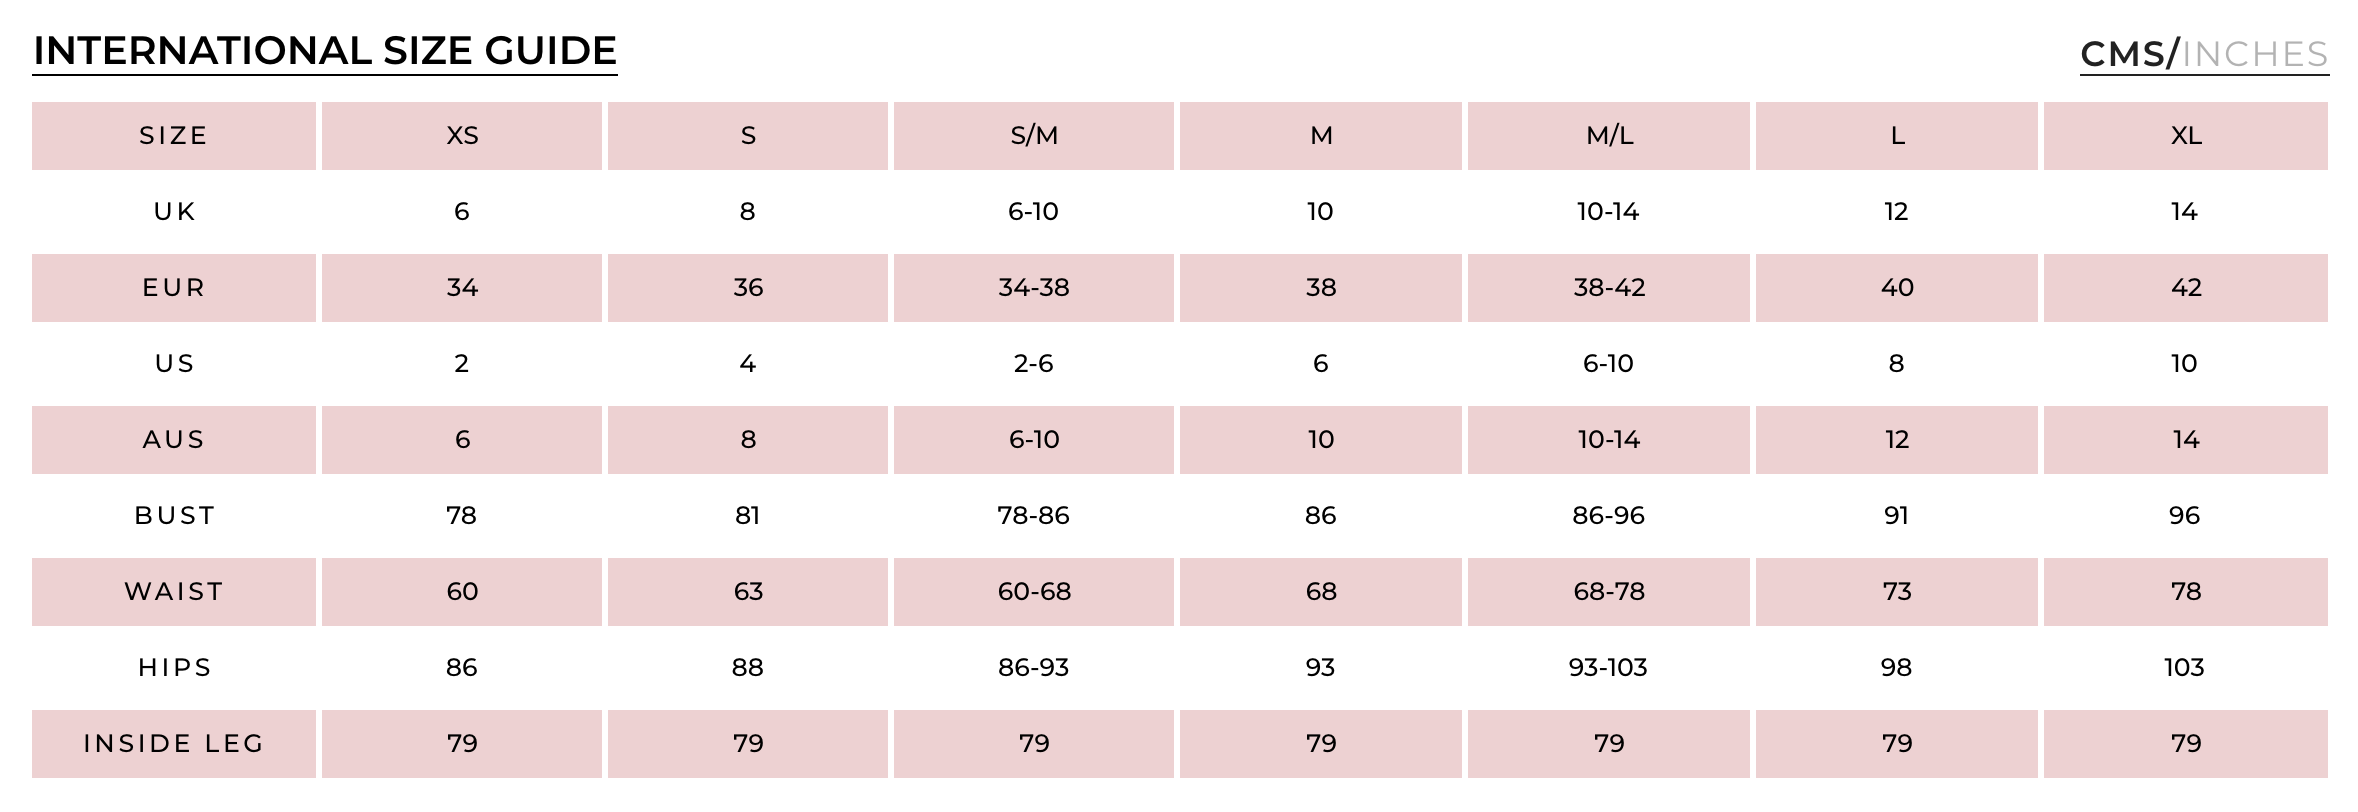 INTERNATIONAL SIZE GUIDE
CMS/INCHES
SIZE XS S S/M M M/L L XL
UK 6 8 6-10 10 10-14 12 14
EUR 34 36 34-38 38 38-42 40 42
US 2 4 2-6 6 6-10 8 10
AUS 6 8 6-10 10 10-14 12 14
BUST 78 81 78-86 86 86-96 91 96
WAIST 60 63 60-68 68 68-78 73 78
HIPS 86 88 86-93 93 93-103 98 103
INSIDE LEG 79 79 79 79 79 79 79